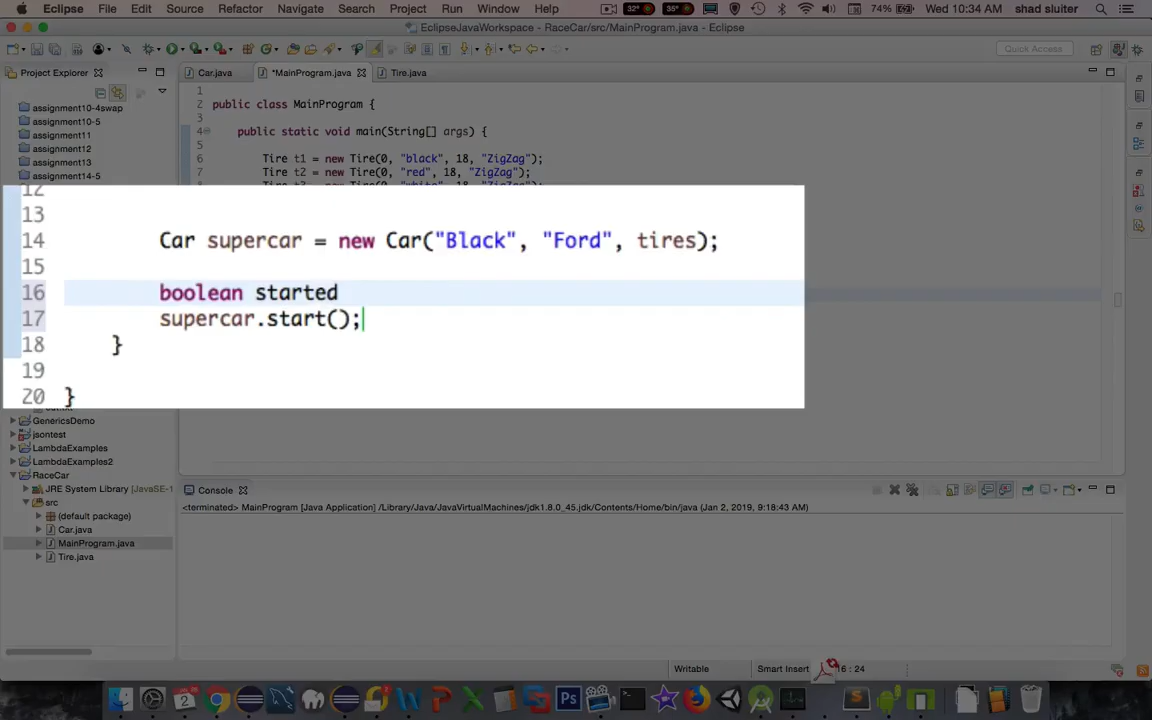 Eclipse File Edit Source Refactor Navigate Search Project Run Window Help 32° 35° 74% Wed 10:34 AM shad sluiter
EclipseJavaWorkspace - RaceCar/src/MainProgram.java - Eclipse
Quick Access
Project Explorer
Car.java *MainProgram.java Tire.java
assignment10-4swap
assignment10-5
assignment11
assignment12
assignment13
assignment14-5
1
2 public class MainProgram {
3
4 public static void main(String[] args) {
5
6 Tire t1 = new Tire(0, "black", 18, "ZigZag");
7 Tire t2 = new Tire(0, "red", 18, "ZigZag");
12
13
14 Car supercar = new Car("Black", "Ford", tires);
15
16 boolean started
17 supercar.start();
18 }
19
20 }
GenericsDemo
jsontest
LambdaExamples
LambdaExamples2
RaceCar
JRE System Library [JavaSE-1
src
(default package)
Car.java
MainProgram.java
Tire.java
Console
<terminated> MainProgram [Java Application] /Library/Java/JavaVirtualMachines/jdk1.8.0_45.jdk/Contents/Home/bin/java (Jan 2, 2019, 9:18:43 AM)
Writable Smart Insert 16 : 24